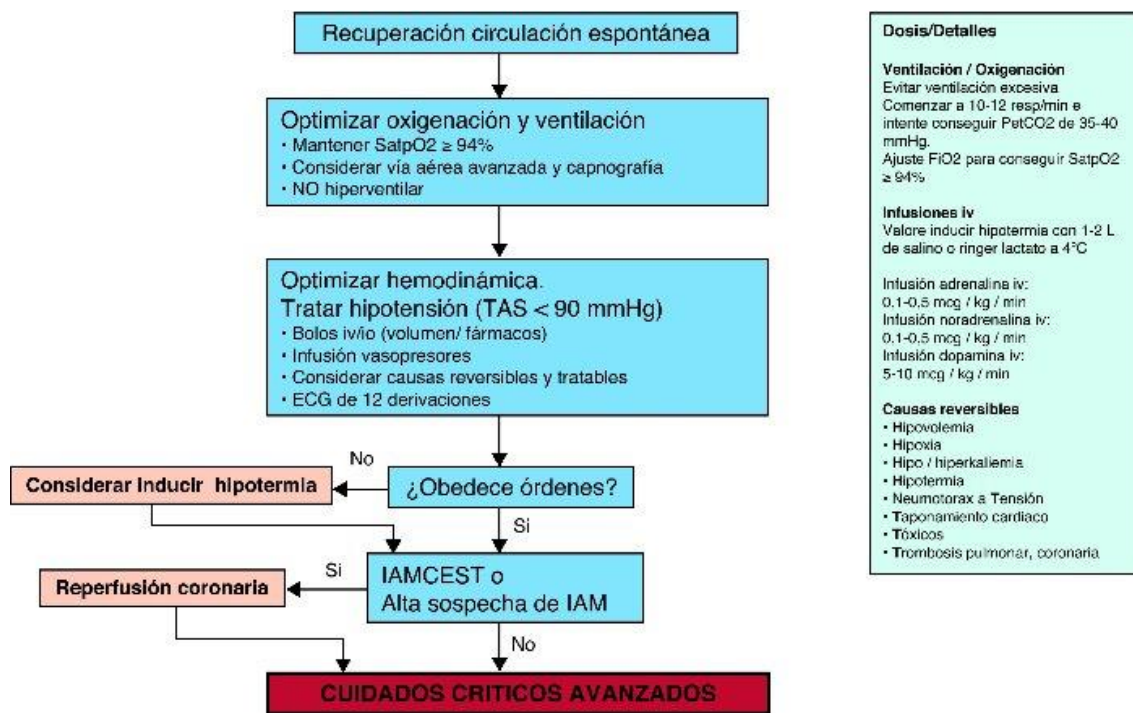 Recuperación circulación espontánea
Optimizar oxigenación y ventilación
• Mantener SatpO2 ≥ 94%
• Considerar vía aérea avanzada y capnografía
• NO hiperventilar
Optimizar hemodinámica.
Tratar hipotensión (TAS < 90 mmHg)
• Bolos iv/io (volumen/ fármacos)
• Infusión vasopresores
• Considerar causas reversibles y tratables
• ECG de 12 derivaciones
No
Considerar inducir hipotermia
¿Obedece órdenes?
Si
Si
Reperfusión coronaria
IAMCEST o
Alta sospecha de IAM
No
CUIDADOS CRITICOS AVANZADOS
Dosis/Detalles
Ventilación / Oxigenación
Evitar ventilación excesiva
Comenzar a 10-12 resp/min e
intente conseguir PetCO2 de 35-40
mmHg.
Ajuste FiO2 para conseguir SatpO2
≥ 94%
Infusiones iv
Valore inducir hipotermia con 1-2 L
de salino o ringer lactato a 4ºC
Infusión adrenalina iv:
0.1-0.5 mcg / kg / min
Infusión noradrenalina iv:
0.1-0.5 mcg / kg / min
Infusión dopamina iv:
5-10 mcg / kg / min
Causas reversibles
• Hipovolemia
• Hipoxia
• Hipo / hiperkaliemia
• Hipotermia
• Neumotorax a Tensión
• Taponamiento cardiaco
• Tóxicos
• Trombosis pulmonar, coronaria